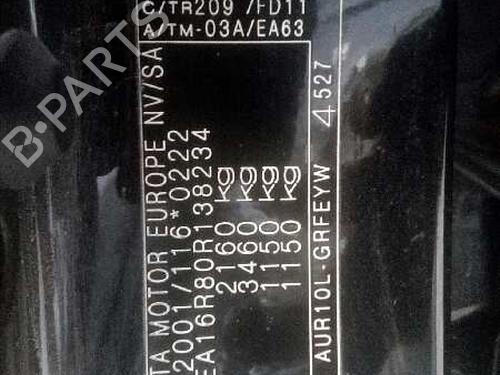 C/TR209 /FD11
A/TM-03A/EA63
TA MOTOR EUROPE NV/SA
2001/116*0222
EA16R80R138234
2160 kg
3460 kg
1150 kg
1150 kg
AUR10L-GRFEYW 4527
B-PARTS